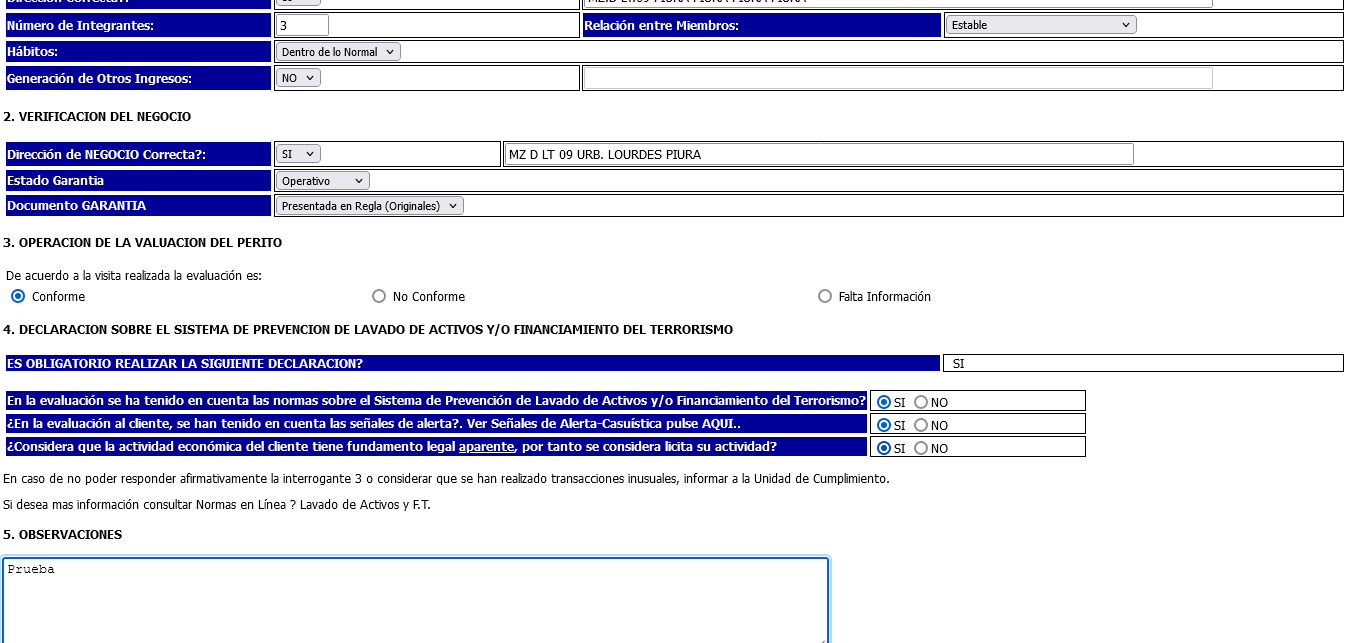 Número de Integrantes: 3 Relación entre Miembros: Estable
Hábitos: Dentro de lo Normal
Generación de Otros Ingresos: NO
2. VERIFICACION DEL NEGOCIO
Dirección de NEGOCIO Correcta?: SI MZ D LT 09 URB. LOURDES PIURA
Estado Garantia Operativo
Documento GARANTIA Presentada en Regla (Originales)
3. OPERACION DE LA VALUACION DEL PERITO
De acuerdo a la visita realizada la evaluación es:
Conforme No Conforme Falta Información
4. DECLARACION SOBRE EL SISTEMA DE PREVENCION DE LAVADO DE ACTIVOS Y/O FINANCIAMIENTO DEL TERRORISMO
ES OBLIGATORIO REALIZAR LA SIGUIENTE DECLARACION? SI
En la evaluación se ha tenido en cuenta las normas sobre el Sistema de Prevención de Lavado de Activos y/o Financiamiento del Terrorismo? SI NO
¿En la evaluación al cliente, se han tenido en cuenta las señales de alerta?. Ver Señales de Alerta-Casuística pulse AQUI.. SI NO
¿Considera que la actividad económica del cliente tiene fundamento legal aparente, por tanto se considera licita su actividad? SI NO
En caso de no poder responder afirmativamente la interrogante 3 o considerar que se han realizado transacciones inusuales, informar a la Unidad de Cumplimiento.
Si desea mas información consultar Normas en Línea ? Lavado de Activos y F.T.
5. OBSERVACIONES
Prueba